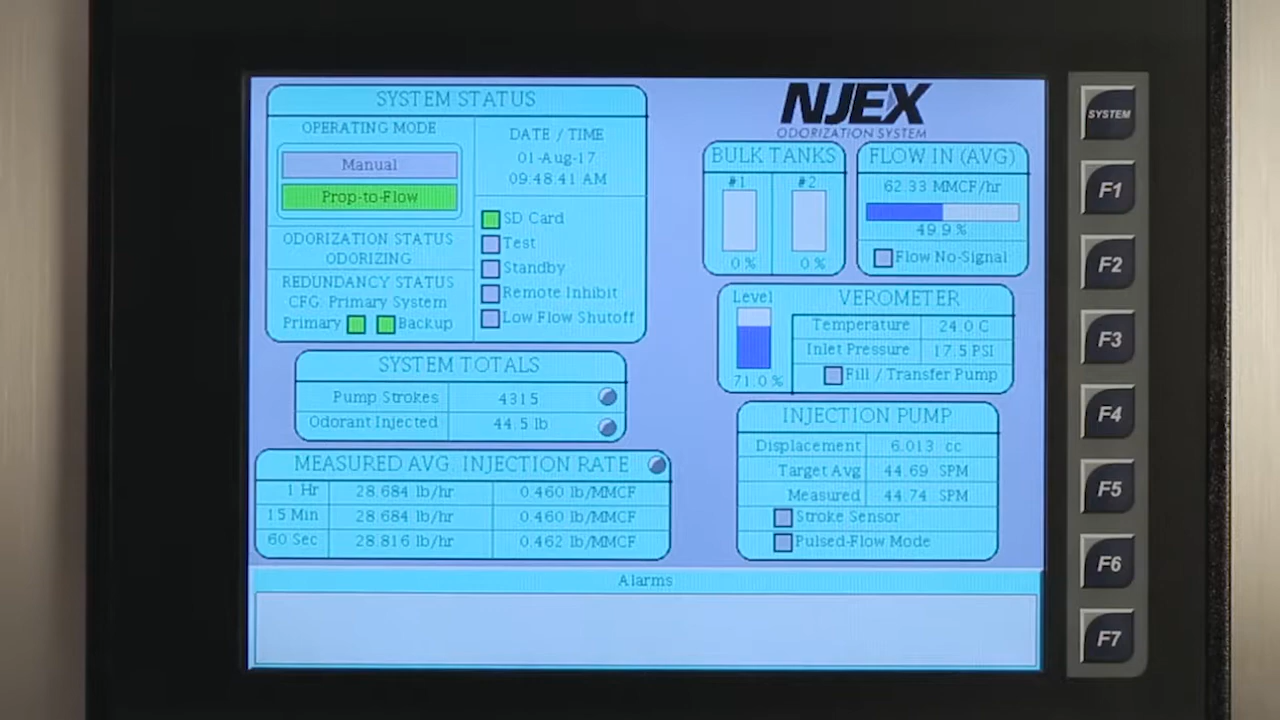 SYSTEM STATUS
OPERATING MODE
Manual
Prop-to-Flow
ODORIZATION STATUS
ODORIZING
REDUNDANCY STATUS
CFG: Primary System
Primary
Backup
DATE / TIME
01-Aug-17
09:48:41 AM
SD Card
Test
Standby
Remote Inhibit
Low Flow Shutoff
NJEX
ODORIZATION SYSTEM
BULK TANKS
#1 #2
0 % 0 %
FLOW IN (AVG)
62.33 MMCF/hr
49.9 %
Flow No-Signal
Level
71.0 %
VEROMETER
Temperature 24.0 C
Inlet Pressure 17.5 PSI
Fill / Transfer Pump
SYSTEM TOTALS
Pump Strokes 4315
Odorant Injected 44.5 lb
MEASURED AVG. INJECTION RATE
1 Hr 28.684 lb/hr 0.460 lb/MMCF
15 Min 28.684 lb/hr 0.460 lb/MMCF
60 Sec 28.816 lb/hr 0.462 lb/MMCF
INJECTION PUMP
Displacement 6.013 cc
Target Avg 44.69 SPM
Measured 44.74 SPM
Stroke Sensor
Pulsed-Flow Mode
Alarms
SYSTEM
F1
F2
F3
F4
F5
F6
F7